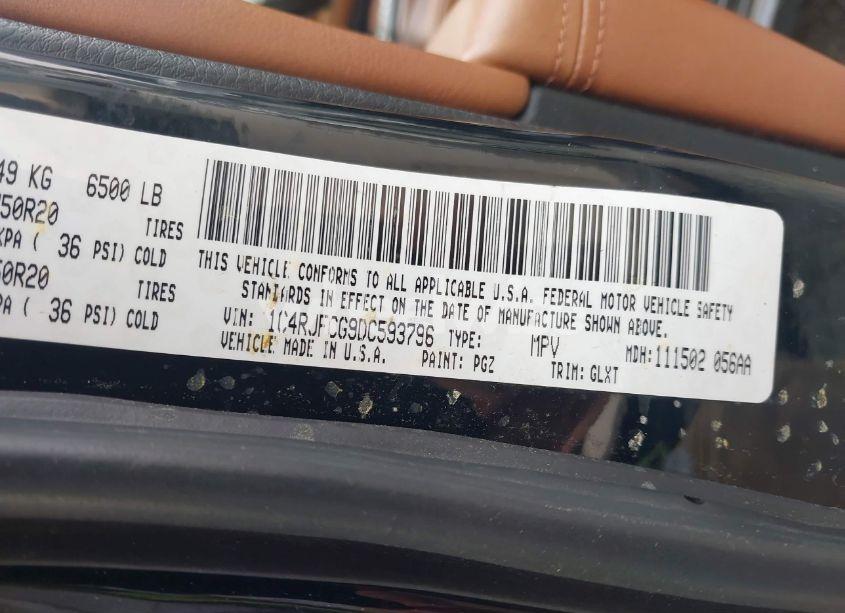 49 KG 6500 LB
50R20 TIRES
KPA ( 36 PSI) COLD
50R20 TIRES
PA ( 36 PSI) COLD
THIS VEHICLE CONFORMS TO ALL APPLICABLE U.S.A. FEDERAL MOTOR VEHICLE SAFETY
STANDARDS IN EFFECT ON THE DATE OF MANUFACTURE SHOWN ABOVE.
VIN: 1C4RJFCG9DC593796 TYPE: MPV MDH:111502 056AA
VEHICLE MADE IN U.S.A. PAINT: PGZ TRIM: GLXT